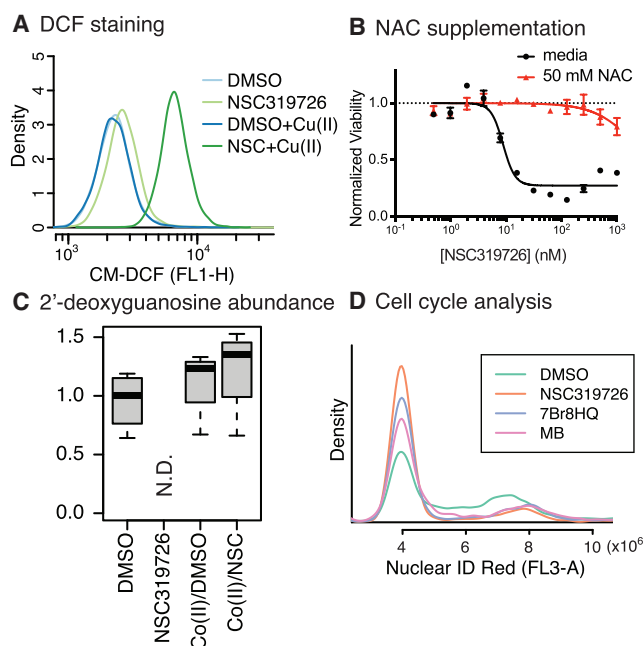 A DCF staining
5
4
3
2
1
0
Density
DMSO
NSC319726
DMSO+Cu(II)
NSC+Cu(II)
10³
10⁴
CM-DCF (FL1-H)
B NAC supplementation
media
50 mM NAC
1.0
0.5
0.0
Normalized Viability
10⁻¹
10⁰
10¹
10²
10³
[NSC319726] (nM)
C 2'-deoxyguanosine abundance
1.5
1.0
0.5
0.0
N.D.
DMSO
NSC319726
Co(II)/DMSO
Co(II)/NSC
D Cell cycle analysis
Density
DMSO
NSC319726
7Br8HQ
MB
4
6
8
10 (x10⁶
Nuclear ID Red (FL3-A)